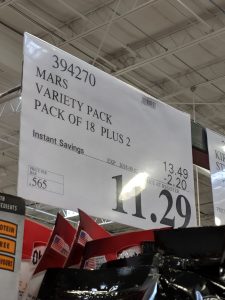 394270
MARS
VARIETY PACK
PACK OF 18 PLUS 2
Instant Savings
13.49
-2.20
.565
11.29